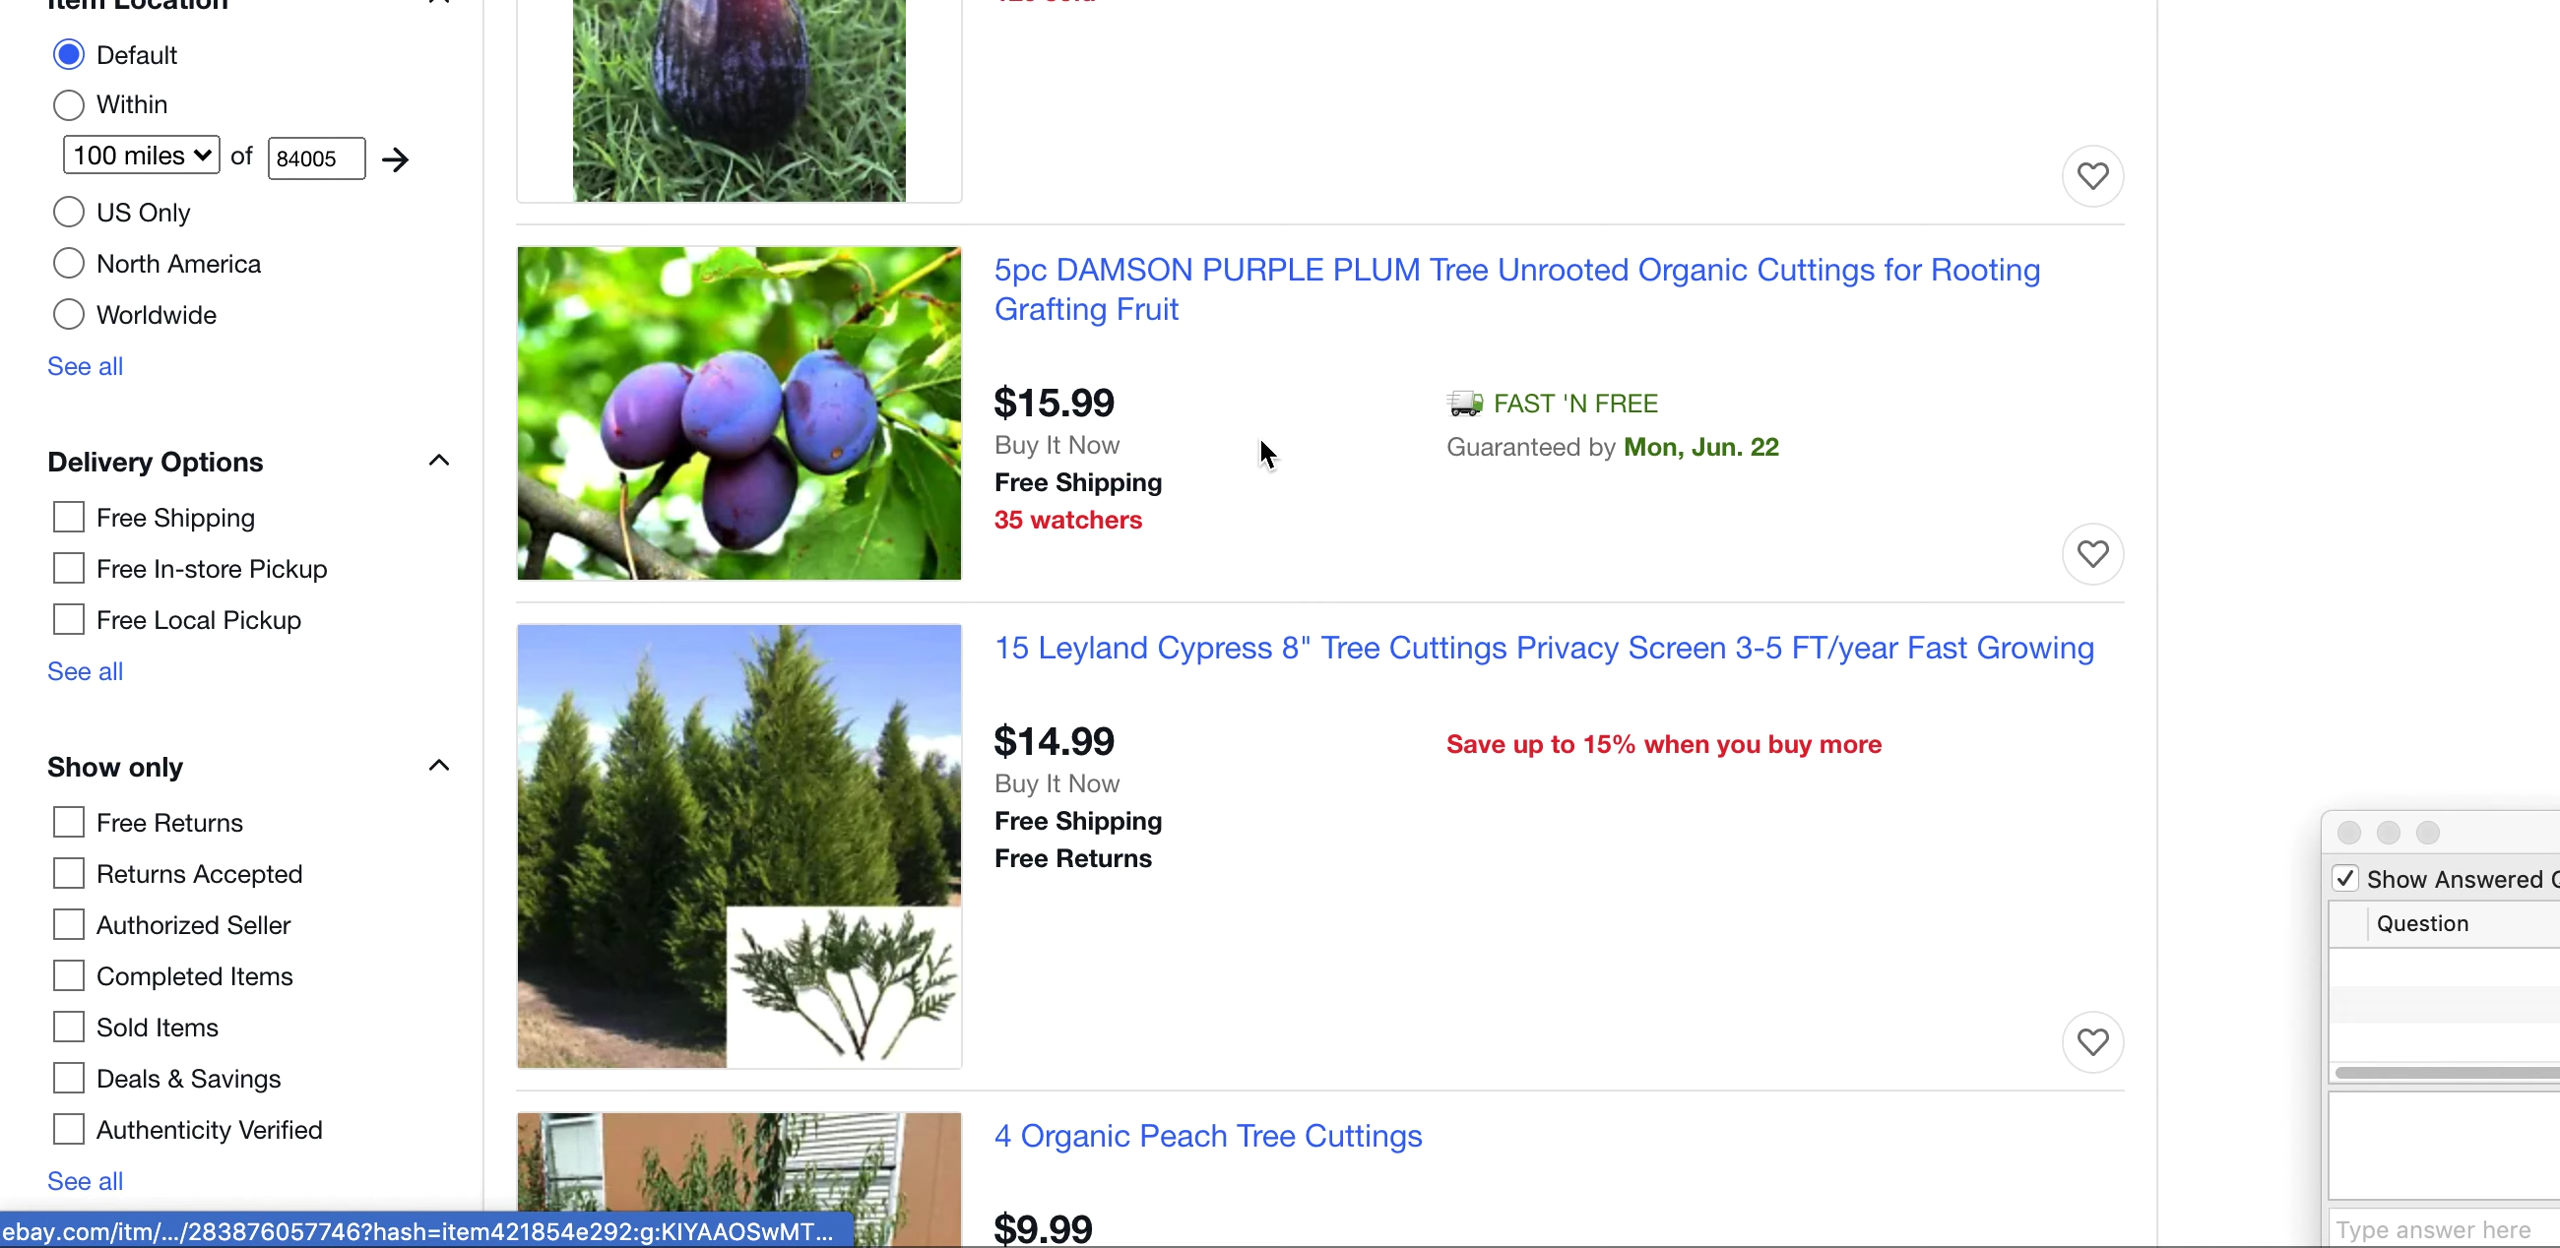 Item Location
Default
Within
100 miles of 84005
US Only
North America
Worldwide
See all
Delivery Options
Free Shipping
Free In-store Pickup
Free Local Pickup
See all
Show only
Free Returns
Returns Accepted
Authorized Seller
Completed Items
Sold Items
Deals & Savings
Authenticity Verified
See all
5pc DAMSON PURPLE PLUM Tree Unrooted Organic Cuttings for Rooting
Grafting Fruit
$15.99
Buy It Now
Free Shipping
35 watchers
FAST 'N FREE
Guaranteed by Mon, Jun. 22
15 Leyland Cypress 8" Tree Cuttings Privacy Screen 3-5 FT/year Fast Growing
$14.99
Buy It Now
Free Shipping
Free Returns
Save up to 15% when you buy more
4 Organic Peach Tree Cuttings
$9.99
Show Answered
Question
Type answer here
ebay.com/itm/.../283876057746?hash=item421854e292:g:KIYAAOSwMT...